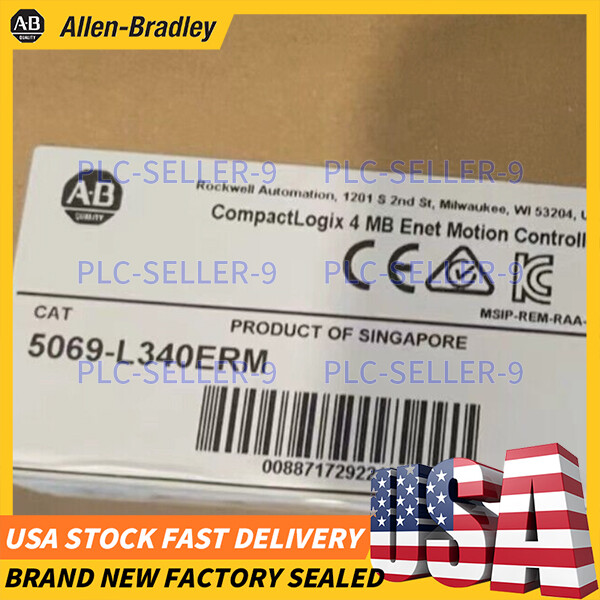 A-B
QUALITY
Allen-Bradley
PLC-SELLER-9 PLC-SELLER-9
A-B
QUALITY
Rockwell Automation, 1201 S 2nd St, Milwaukee, WI 53204,
CompactLogix 4 MB Enet Motion Controll
PLC-SELLER-9 PLC-SELLER-9
CE
MSIP-REM-RAA-
CAT
PRODUCT OF SINGAPORE
5069-L340ERM
PLC-SELLER-9 PLC-SELLER-9
00887172922
USA
USA STOCK FAST DELIVERY
BRAND NEW FACTORY SEALED